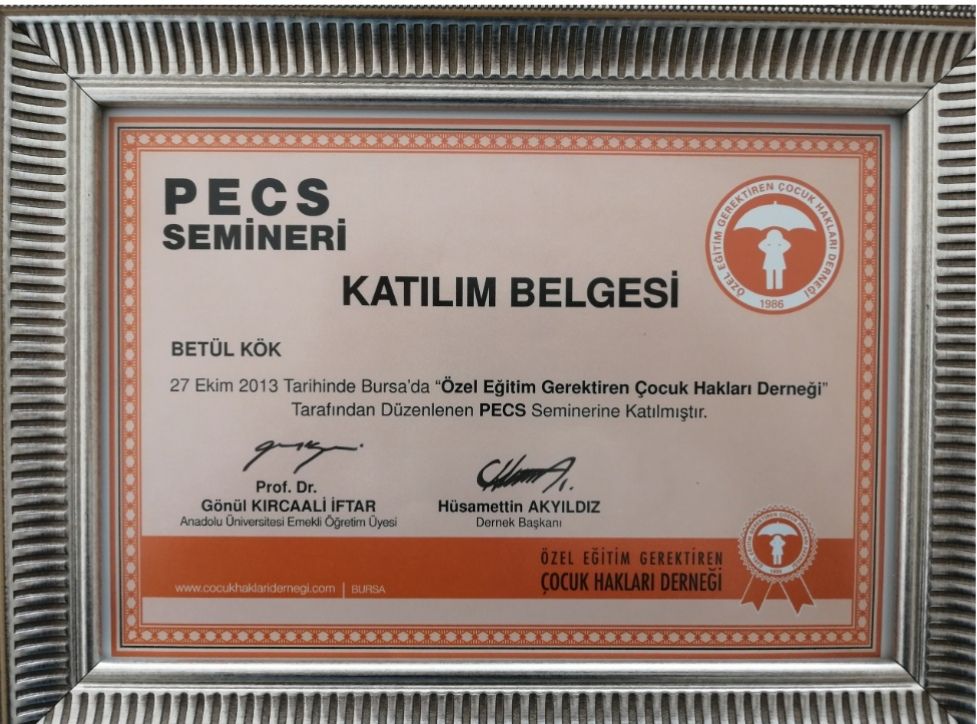 PECS
SEMİNERİ
ÖZEL EĞİTİM GEREKTİREN ÇOCUK HAKLARI DERNEĞİ
1986
KATILIM BELGESİ
BETÜL KÖK
27 Ekim 2013 Tarihinde Bursa'da “Özel Eğitim Gerektiren Çocuk Hakları Derneği”
Tarafından Düzenlenen PECS Seminerine Katılmıştır.
Prof. Dr.
Gönül KIRCAALİ İFTAR
Anadolu Üniversitesi Emekli Öğretim Üyesi
Hüsamettin AKYILDIZ
Dernek Başkanı
ÖZEL EĞİTİM GEREKTİREN
ÇOCUK HAKLARI DERNEĞİ
www.cocukhaklaridernegi.com | BURSA